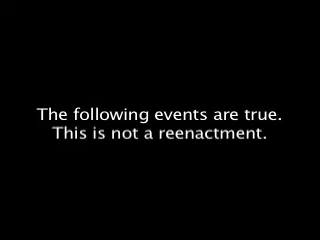 The following events are true.
This is not a reenactment.